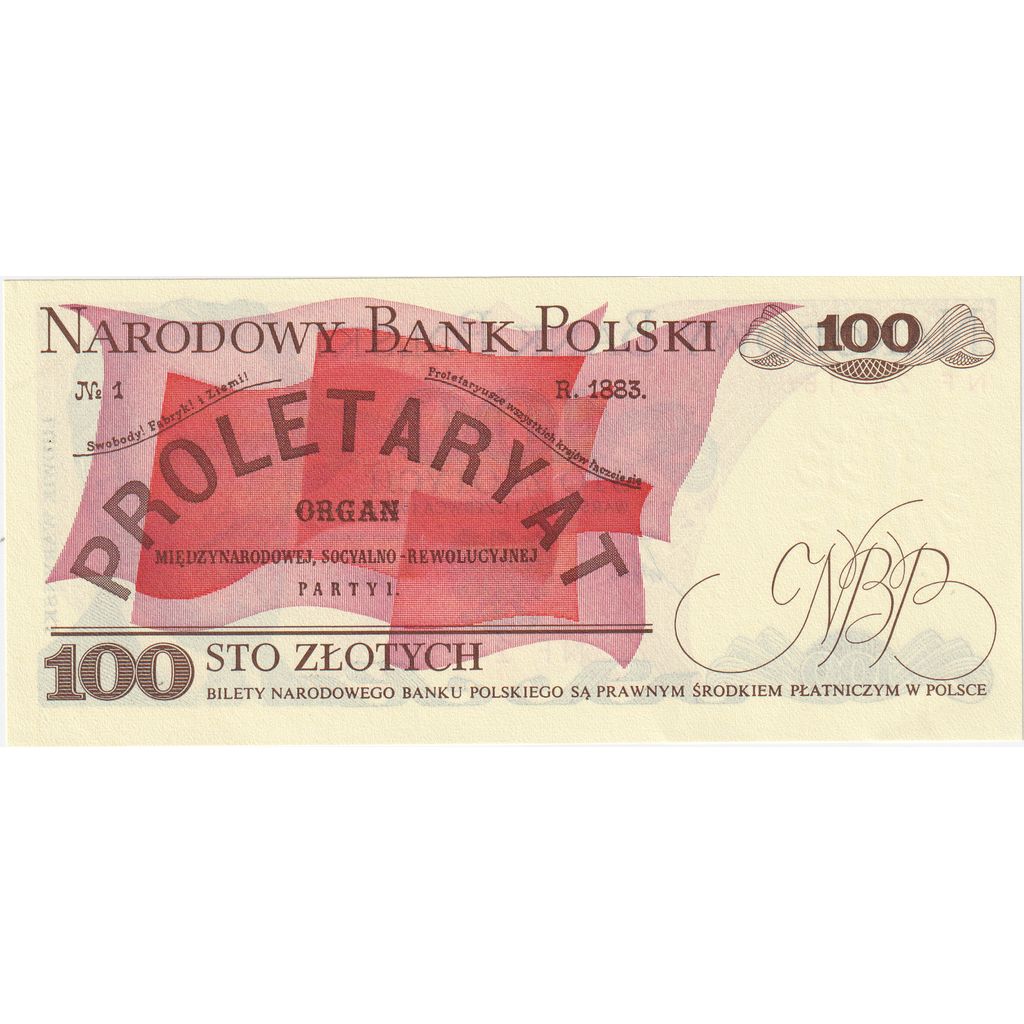 NARODOWY BANK POLSKI 100
№ 1 R. 1883.
Swobody! Fabryk! i Ziemi!
Proletaryusze wszystkich krajów łączcie się
PROLETARYAT
ORGAN
MIĘDZYNARODOWEJ, SOCYALNO-REWOLUCYJNEJ
PARTYI.
NBP
100 STO ZŁOTYCH
BILETY NARODOWEGO BANKU POLSKIEGO SĄ PRAWNYM ŚRODKIEM PŁATNICZYM W POLSCE